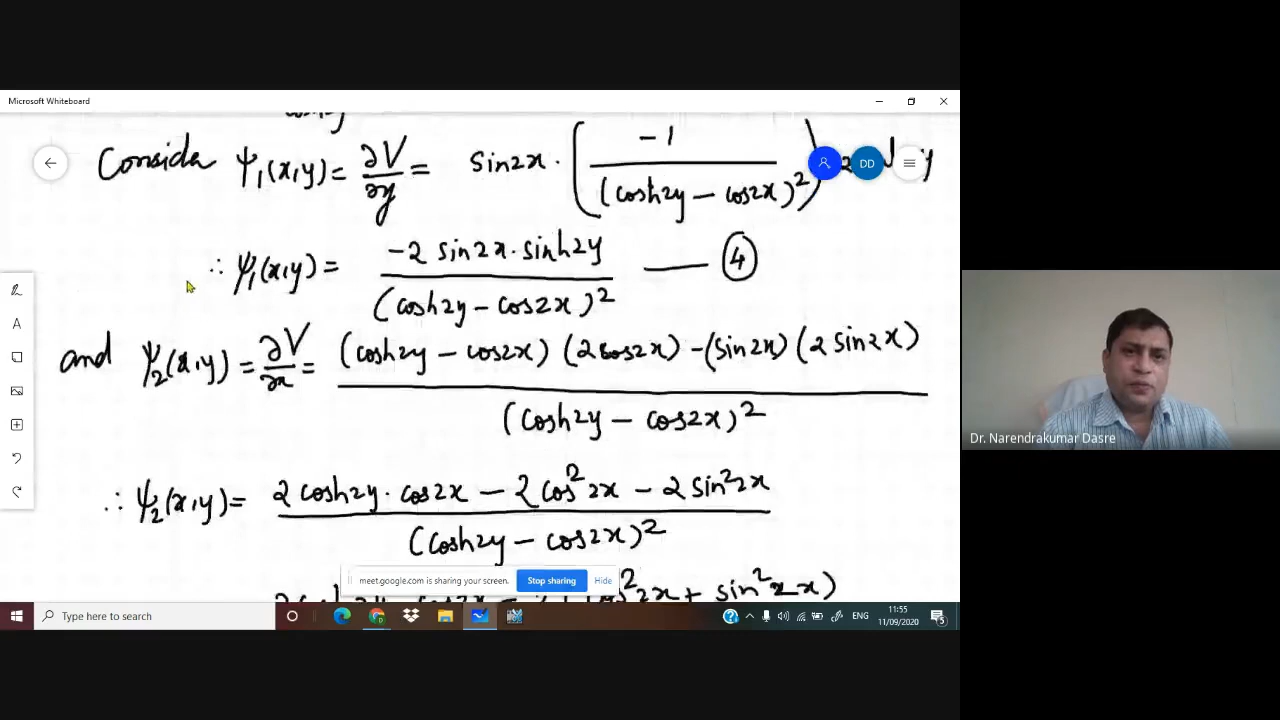 Microsoft Whiteboard
Consider ψ₁(x,y) = ∂V/∂y = sin2x · ( -1 / (cosh2y - cos2x)² )
DD
∴ ψ₁(x,y) = -2 sin2x · sinh2y / (cosh2y - cos2x)² —— ④
and ψ₂(x,y) = ∂V/∂x = (cosh2y - cos2x) (2cos2x) - (sin2x) (2 sin2x) / (cosh2y - cos2x)²
Dr. Narendrakumar Dasre
∴ ψ₂(x,y) = 2 cosh2y · cos2x - 2 cos²2x - 2 sin²2x / (cosh2y - cos2x)²
meet.google.com is sharing your screen. Stop sharing Hide
Type here to search
ENG
11:55
11/09/2020
5